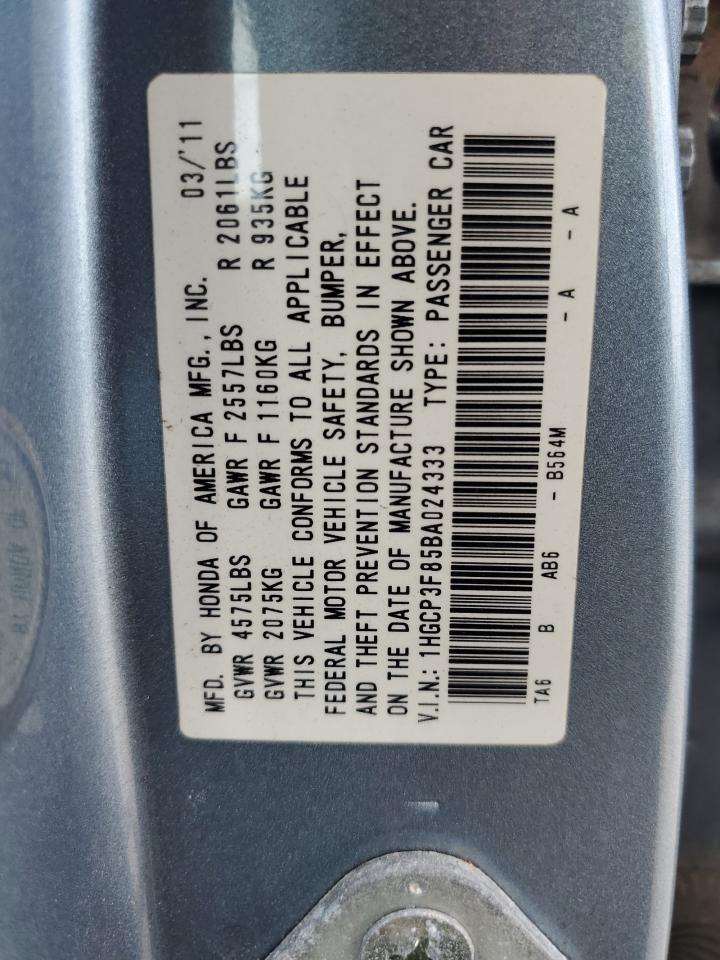 MFD. BY HONDA OF AMERICA MFG., INC. 03/'11
GVWR 4575LBS GAWR F 2557LBS R 2061LBS
GVWR 2075KG GAWR F 1160KG R 935KG
THIS VEHICLE CONFORMS TO ALL APPLICABLE
FEDERAL MOTOR VEHICLE SAFETY, BUMPER,
AND THEFT PREVENTION STANDARDS IN EFFECT
ON THE DATE OF MANUFACTURE SHOWN ABOVE.
V.I.N.: 1HGCP3F85BA024333 TYPE: PASSENGER CAR
TA6 B AB6 - B564M - A - A